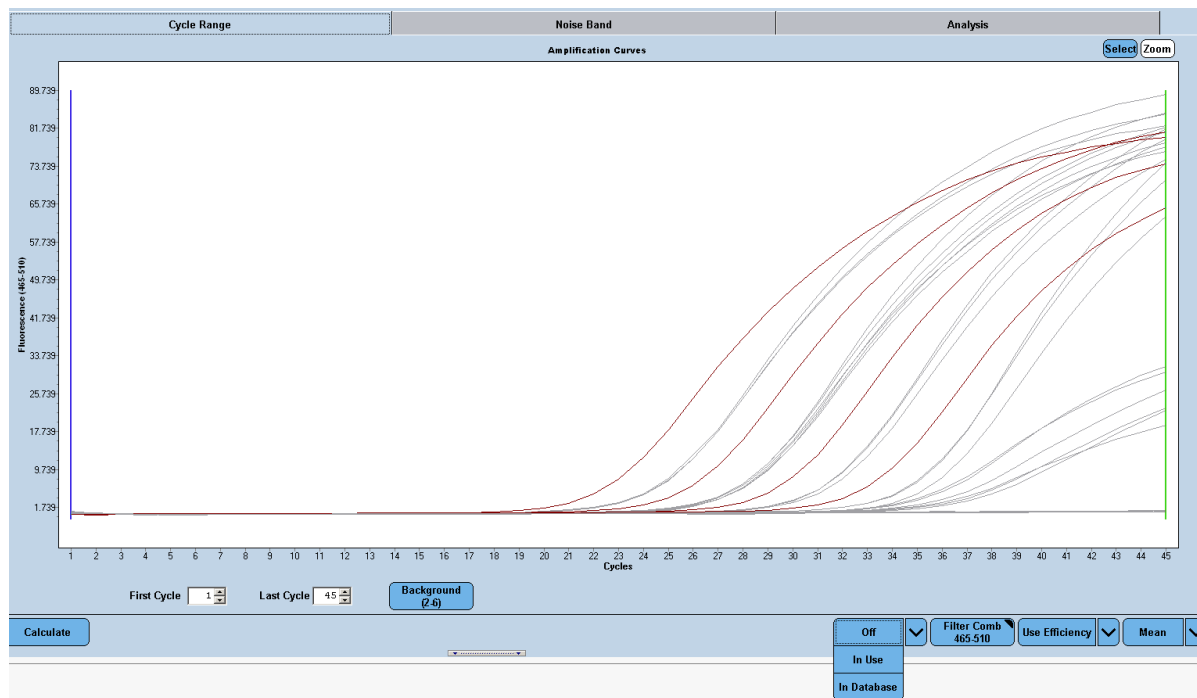 Cycle Range Noise Band Analysis
Amplification Curves
Select Zoom
Fluorescence (465-510)
89.739
81.739
73.739
65.739
57.739
49.739
41.739
33.739
25.739
17.739
9.739
1.739
1 2 3 4 5 6 7 8 9 10 11 12 13 14 15 16 17 18 19 20 21 22 23 24 25 26 27 28 29 30 31 32 33 34 35 36 37 38 39 40 41 42 43 44 45
Cycles
First Cycle 1 Last Cycle 45 Background
(2-6)
Calculate Off Filter Comb
465-510 Use Efficiency Mean
In Use
In Database